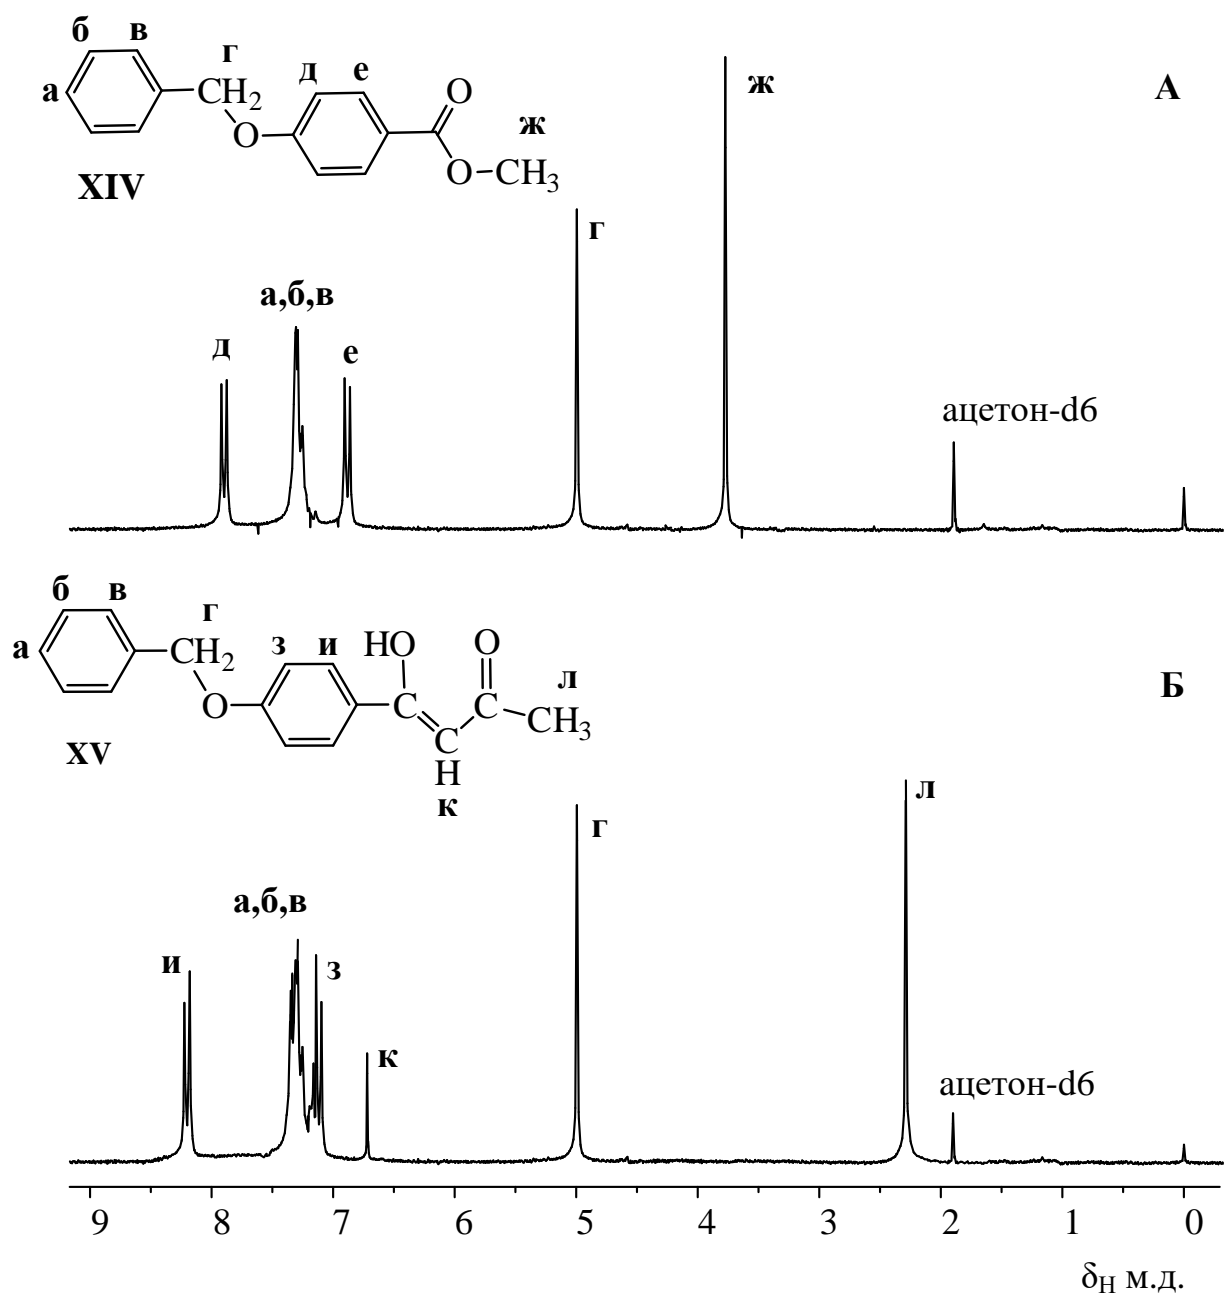 б в
г
а
CH2
д е
O
O
ж
O CH3
XIV
ж
А
г
а,б,в
д
е
ацетон-d6
б в
г
а
CH2
з и
HO O
л
O
C C
CH3
C
H
к
XV
Б
л
г
а,б,в
и
з
к
ацетон-d6
9 8 7 6 5 4 3 2 1 0
δH м.д.